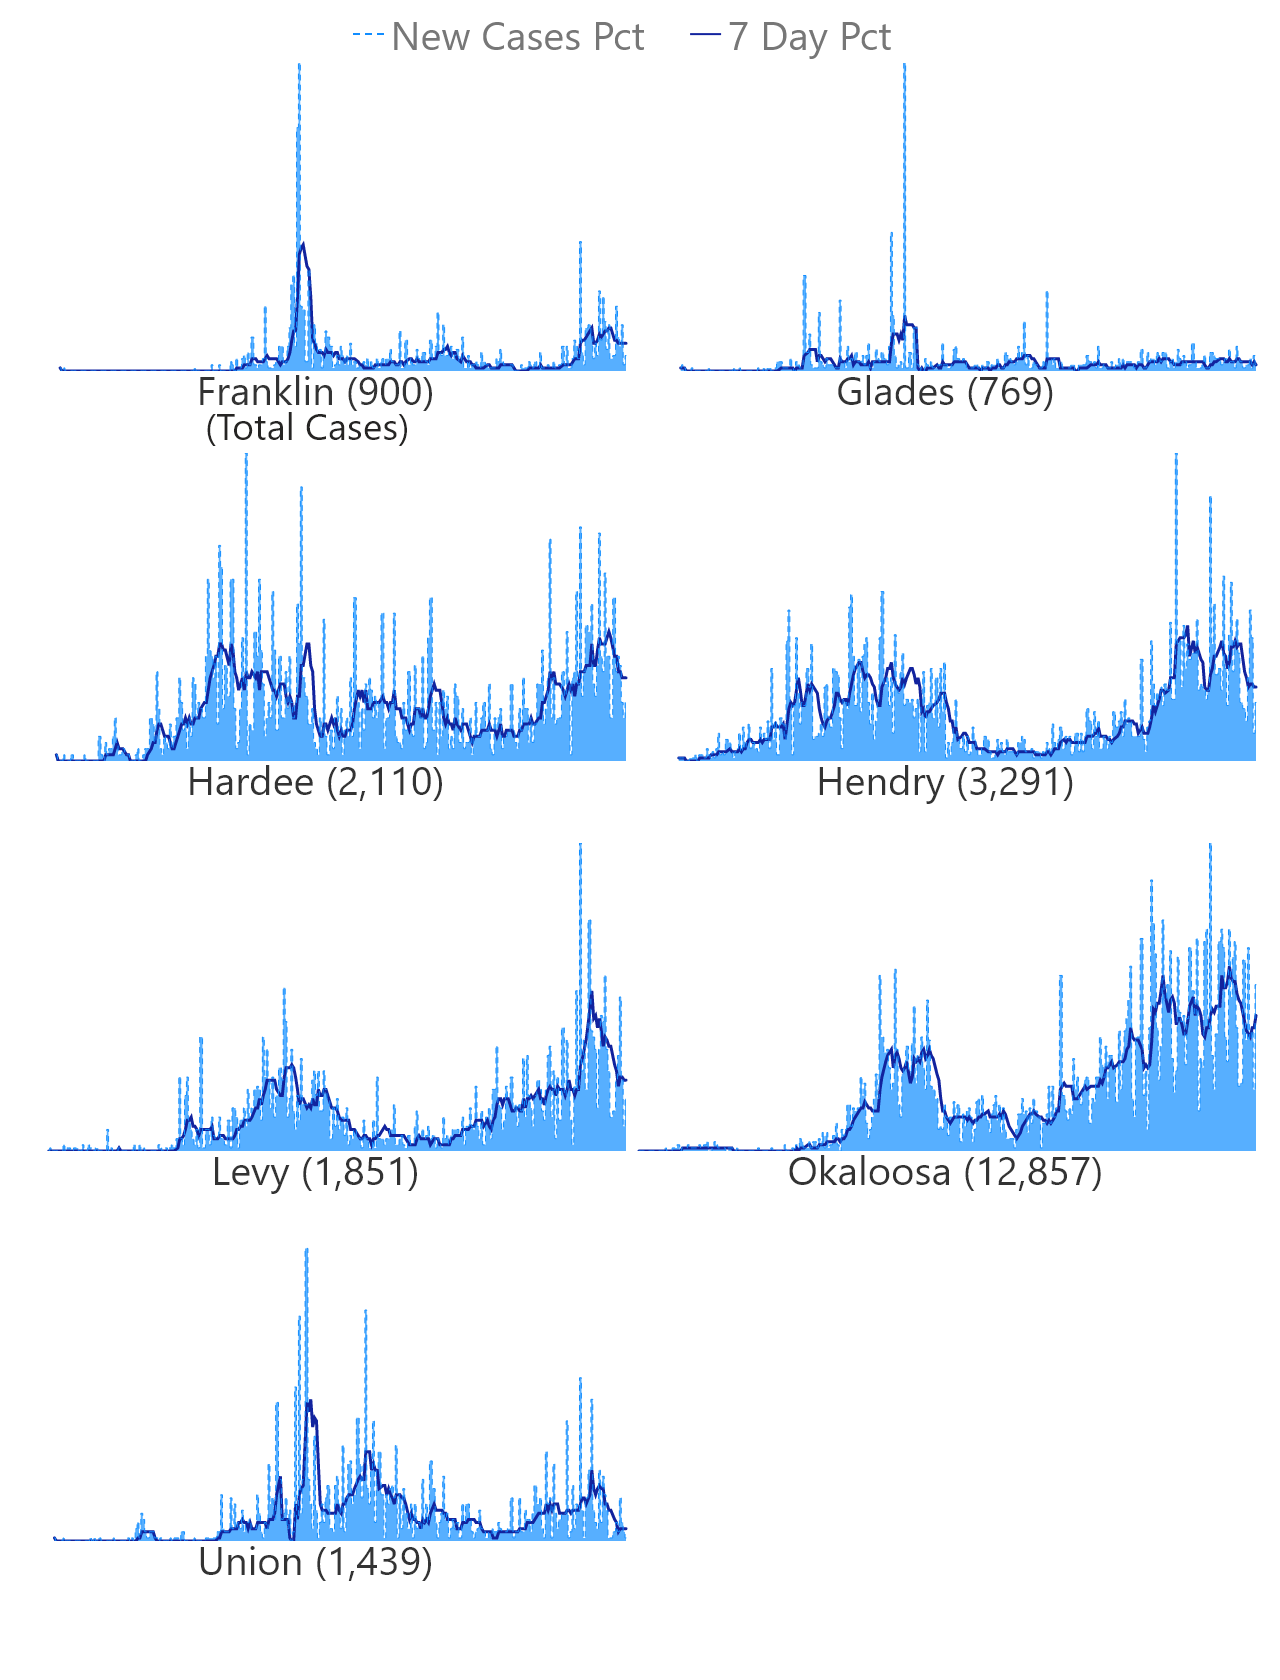 New Cases Pct 7 Day Pct
Franklin (900) Glades (769)
(Total Cases)
Hardee (2,110) Hendry (3,291)
Levy (1,851) Okaloosa (12,857)
Union (1,439)